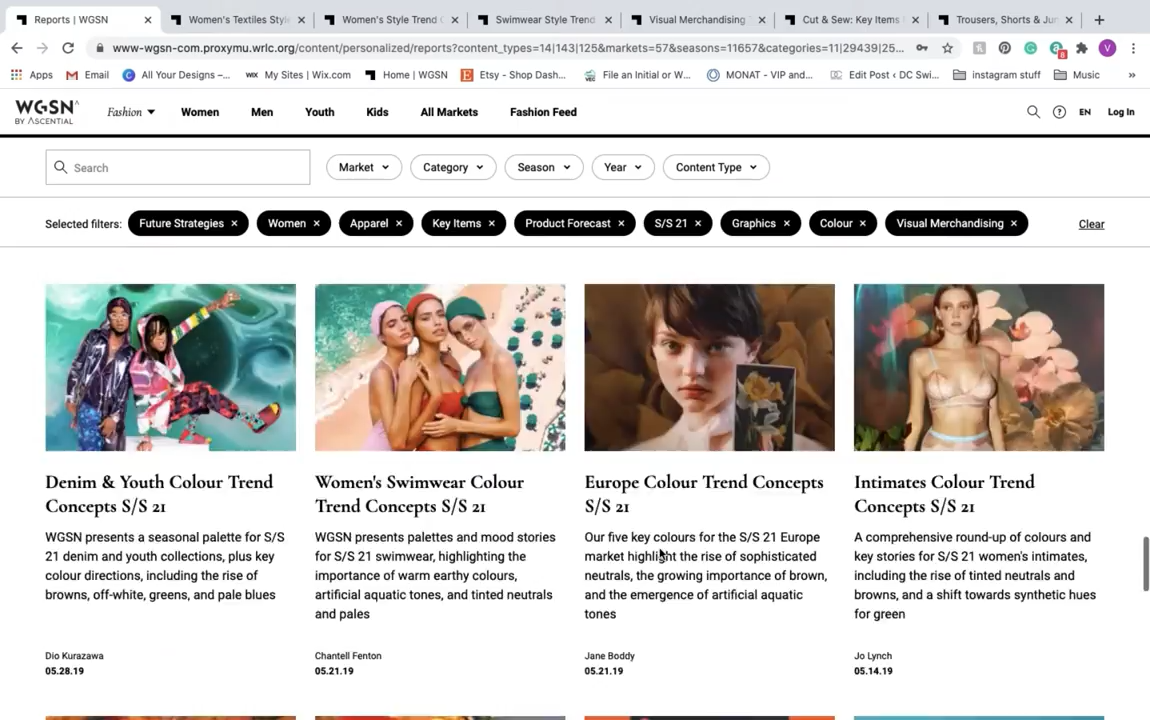 Reports | WGSN
Women's Textiles Style
Women's Style Trend C
Swimwear Style Trend
Visual Merchandising
Cut & Sew: Key Items
Trousers, Shorts & Jum
www-wgsn-com.proxymu.wrlc.org/content/personalized/reports?content_types=14|143|125&markets=57&seasons=11657&categories=11|29439|25...
V
Apps
Email
All Your Designs –...
WIX My Sites | Wix.com
Home | WGSN
Etsy - Shop Dash...
File an Initial or W...
MONAT - VIP and...
Edit Post ‹ DC Swi...
instagram stuff
Music
»
WGSN
BY ASCENTIAL
Fashion
Women
Men
Youth
Kids
All Markets
Fashion Feed
EN
Log In
Search
Market
Category
Season
Year
Content Type
Selected filters:
Future Strategies ×
Women ×
Apparel ×
Key Items ×
Product Forecast ×
S/S 21 ×
Graphics ×
Colour ×
Visual Merchandising ×
Clear
Denim & Youth Colour Trend
Concepts S/S 21
WGSN presents a seasonal palette for S/S
21 denim and youth collections, plus key
colour directions, including the rise of
browns, off-white, greens, and pale blues
Dio Kurazawa
05.28.19
Women's Swimwear Colour
Trend Concepts S/S 21
WGSN presents palettes and mood stories
for S/S 21 swimwear, highlighting the
importance of warm earthy colours,
artificial aquatic tones, and tinted neutrals
and pales
Chantell Fenton
05.21.19
Europe Colour Trend Concepts
S/S 21
Our five key colours for the S/S 21 Europe
market highlight the rise of sophisticated
neutrals, the growing importance of brown,
and the emergence of artificial aquatic
tones
Jane Boddy
05.21.19
Intimates Colour Trend
Concepts S/S 21
A comprehensive round-up of colours and
key stories for S/S 21 women's intimates,
including the rise of tinted neutrals and
browns, and a shift towards synthetic hues
for green
Jo Lynch
05.14.19